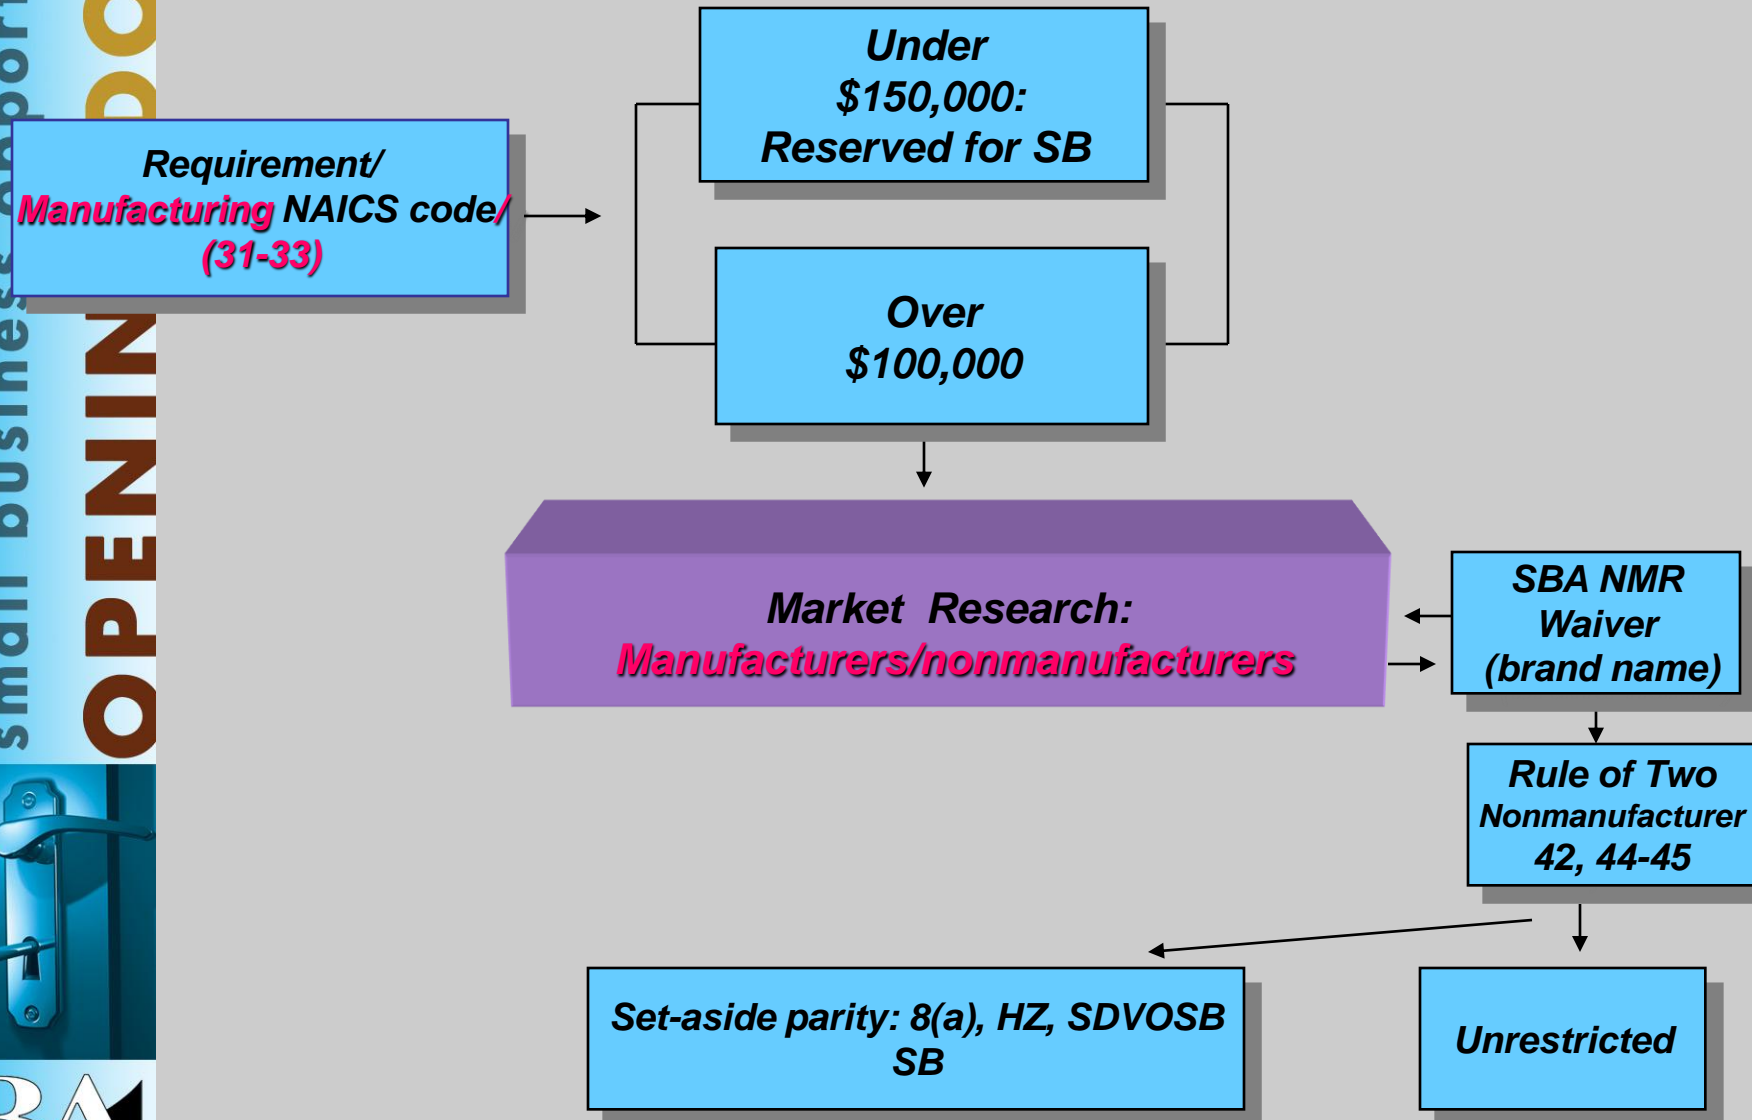 Under
$150,000:
Reserved for SB
Requirement/
Manufacturing NAICS code/
(31-33)
Over
$100,000
Market Research:
Manufacturers/nonmanufacturers
SBA NMR
Waiver
(brand name)
Rule of Two
Nonmanufacturer
42, 44-45
Set-aside parity: 8(a), HZ, SDVOSB
SB
Unrestricted
small business
OPENIN